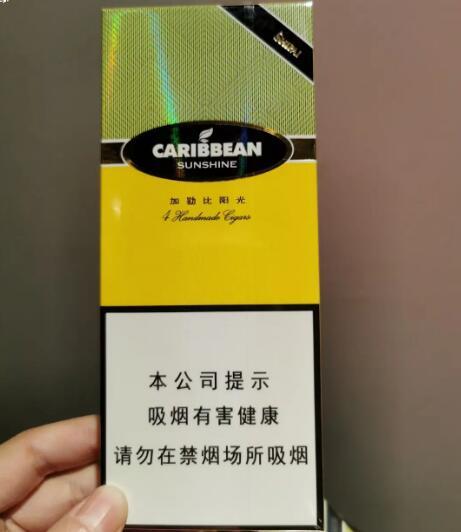 CARIBBEAN
SUNSHINE
加勒比阳光
4 Handmade Cigars
本公司提示
吸烟有害健康
请勿在禁烟场所吸烟